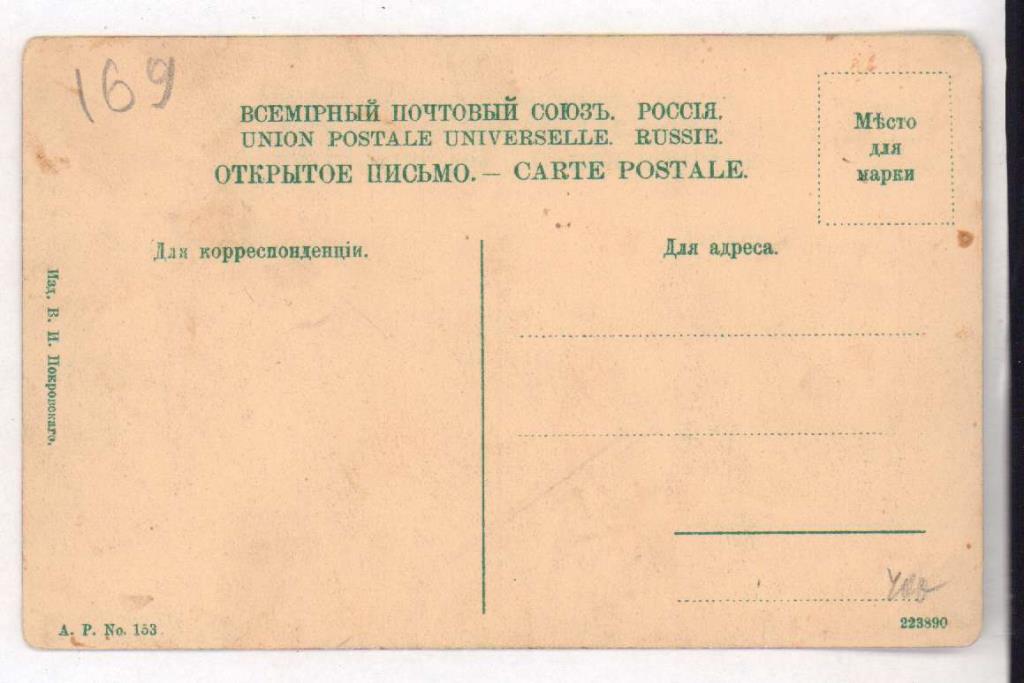 169
ВСЕМІРНЫЙ ПОЧТОВЫЙ СОЮЗЪ. РОССІЯ.
UNION POSTALE UNIVERSELLE. RUSSIE.
ОТКРЫТОЕ ПИСЬМО. — CARTE POSTALE.
Мѣсто
для
марки
Для корреспонденціи.
Для адреса.
Изд. В. И. Покровскаго.
A. P. No. 153
223890